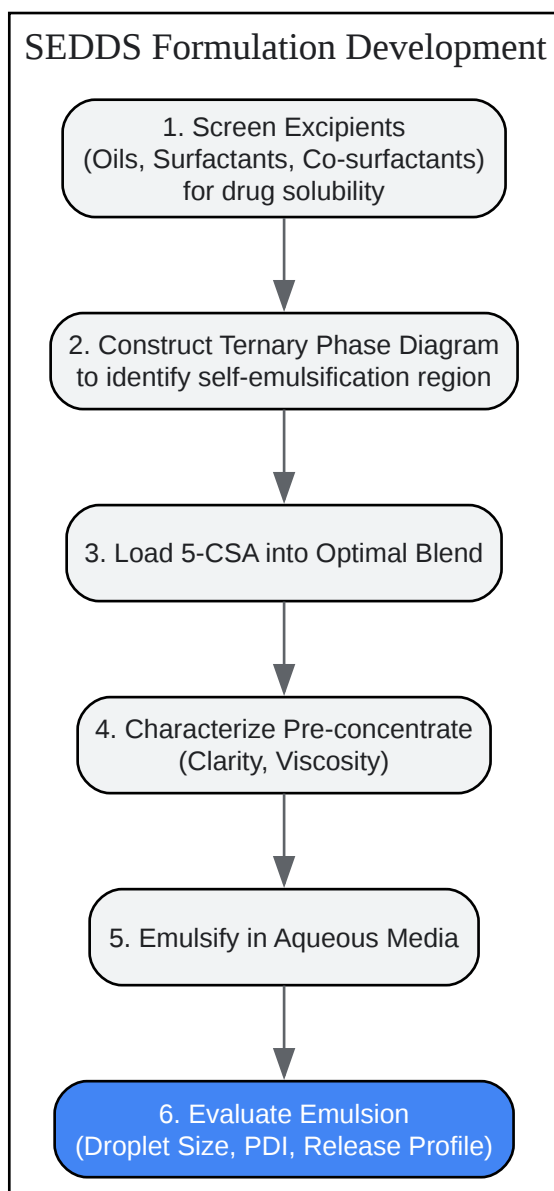 SEDDS Formulation Development
1. Screen Excipients
(Oils, Surfactants, Co-surfactants)
for drug solubility
2. Construct Ternary Phase Diagram
to identify self-emulsification region
3. Load 5-CSA into Optimal Blend
4. Characterize Pre-concentrate
(Clarity, Viscosity)
5. Emulsify in Aqueous Media
6. Evaluate Emulsion
(Droplet Size, PDI, Release Profile)